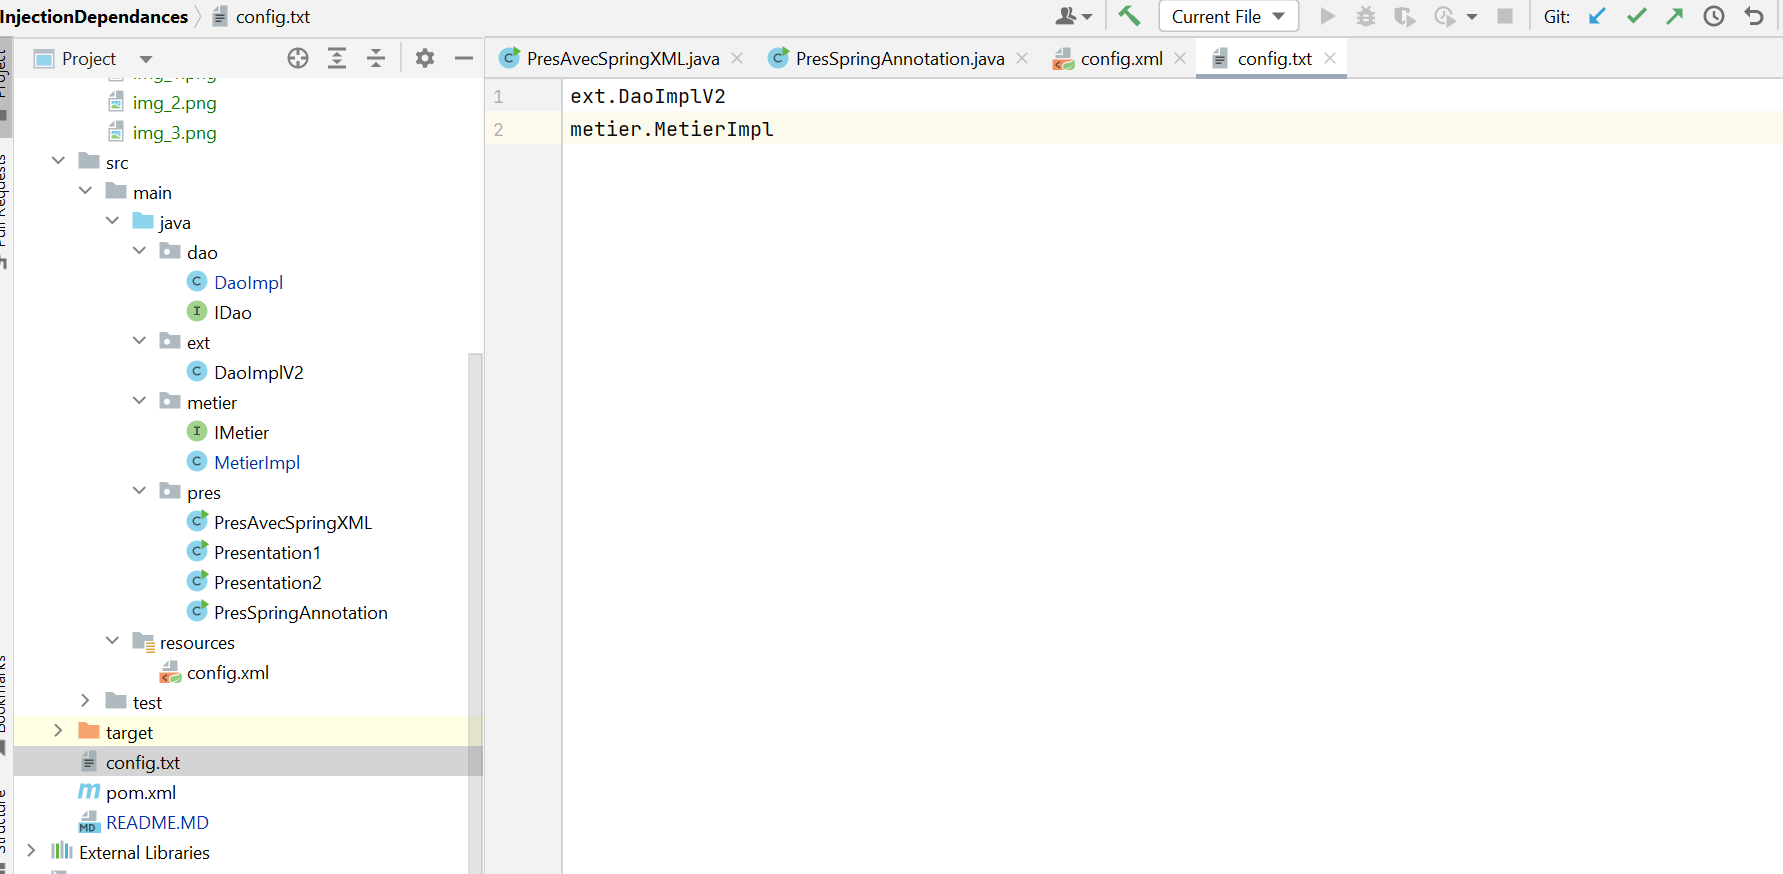 InjectionDependances
config.txt
Current File
Git:
Project
PresAvecSpringXML.java
PresSpringAnnotation.java
config.xml
config.txt
Project
Pull Requests
Bookmarks
Structure
img_1.png
img_2.png
img_3.png
src
main
java
dao
C DaoImpl
I IDao
ext
C DaoImplV2
metier
I IMetier
C MetierImpl
pres
C PresAvecSpringXML
C Presentation1
C Presentation2
C PresSpringAnnotation
resources
config.xml
test
target
config.txt
m pom.xml
MD README.MD
External Libraries
1 ext.DaoImplV2
2 metier.MetierImpl